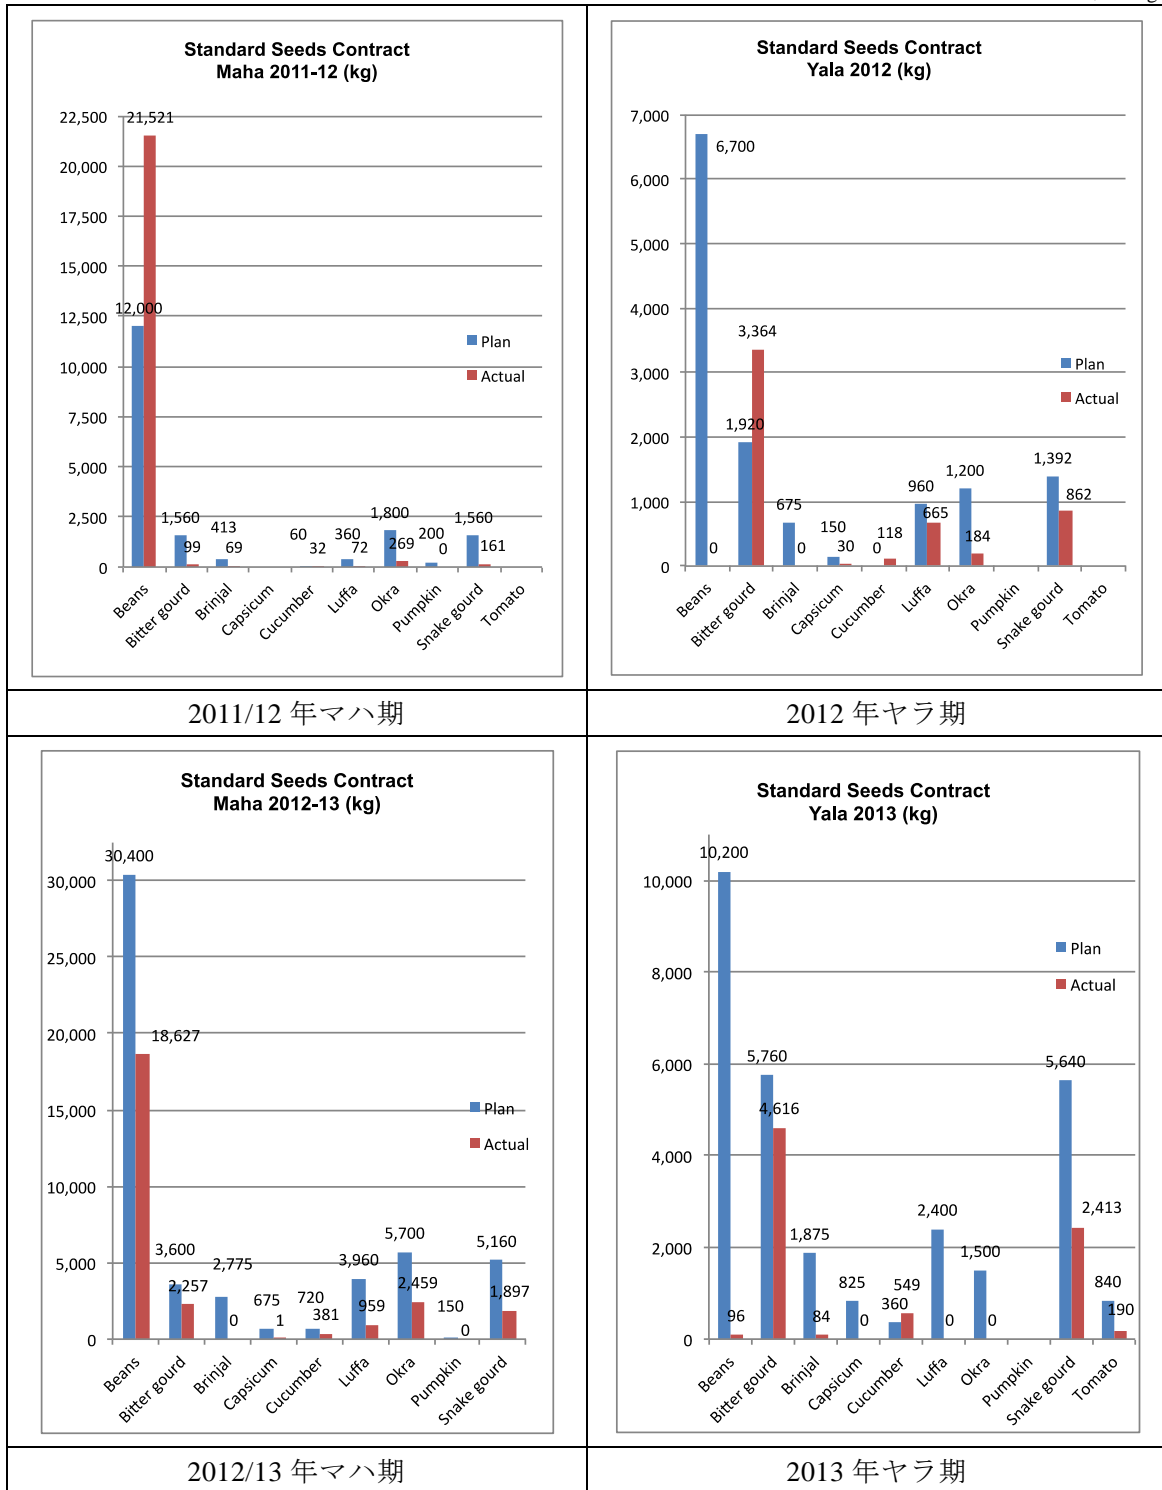 Standard Seeds Contract
Maha 2011-12 (kg)
22,500
20,000
17,500
15,000
12,500
10,000
7,500
5,000
2,500
0
21,521
12,000
1,560
99
413
69
60
32
360
72
1,800
269
200
0
1,560
161
Plan
Actual
Beans
Bitter gourd
Brinjal
Capsicum
Cucumber
Luffa
Okra
Pumpkin
Snake gourd
Tomato
2011/12 年マハ期
Standard Seeds Contract
Yala 2012 (kg)
7,000
6,000
5,000
4,000
3,000
2,000
1,000
0
6,700
0
1,920
3,364
675
0
150
30
0
118
960
665
1,200
184
1,392
862
Plan
Actual
Beans
Bitter gourd
Brinjal
Capsicum
Cucumber
Luffa
Okra
Pumpkin
Snake gourd
Tomato
2012 年ヤラ期
Standard Seeds Contract
Maha 2012-13 (kg)
30,000
25,000
20,000
15,000
10,000
5,000
0
30,400
18,627
3,600
2,257
2,775
0
675
1
720
381
3,960
959
5,700
2,459
150
0
5,160
1,897
Plan
Actual
Beans
Bitter gourd
Brinjal
Capsicum
Cucumber
Luffa
Okra
Pumpkin
Snake gourd
2012/13 年マハ期
Standard Seeds Contract
Yala 2013 (kg)
10,000
8,000
6,000
4,000
2,000
0
10,200
96
5,760
4,616
1,875
84
825
0
360
549
2,400
0
1,500
0
5,640
2,413
840
190
Plan
Actual
Beans
Bitter gourd
Brinjal
Capsicum
Cucumber
Luffa
Okra
Pumpkin
Snake gourd
Tomato
2013 年ヤラ期